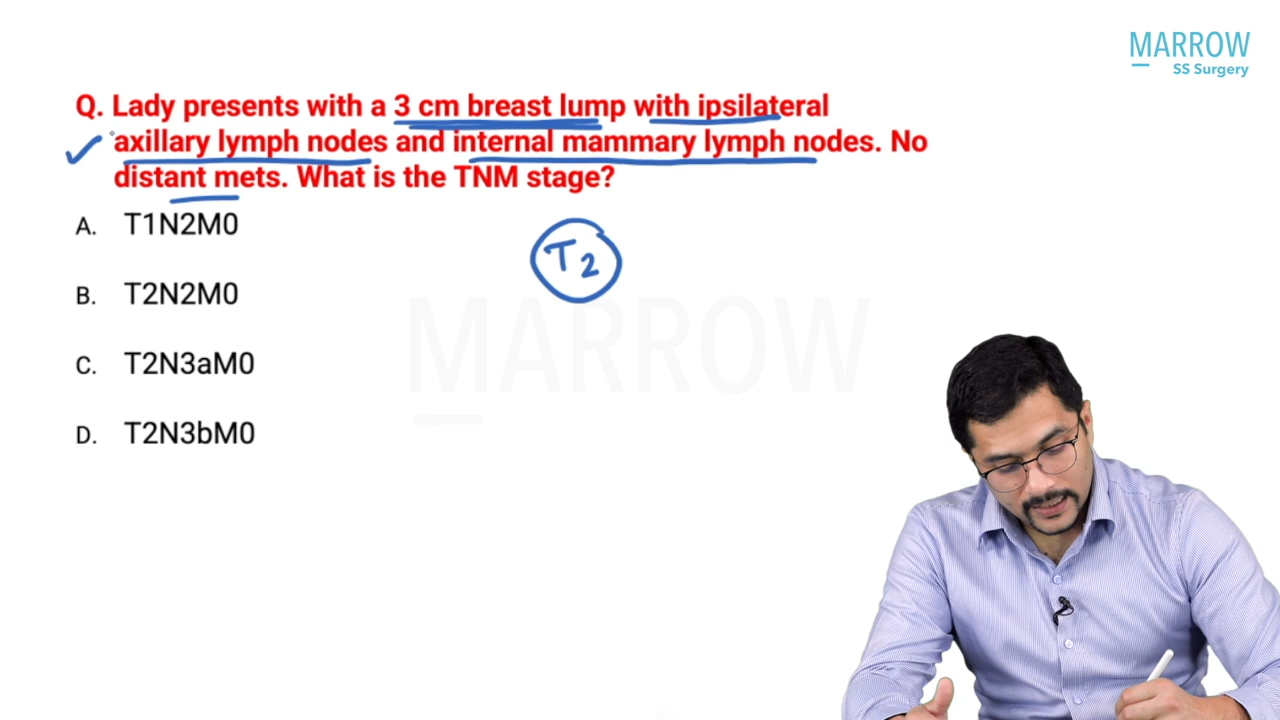 MARROW
SS Surgery
Q. Lady presents with a 3 cm breast lump with ipsilateral
axillary lymph nodes and internal mammary lymph nodes. No
distant mets. What is the TNM stage?
A. T1N2M0
T2
B. T2N2M0
MARROW
C. T2N3aM0
D. T2N3bM0